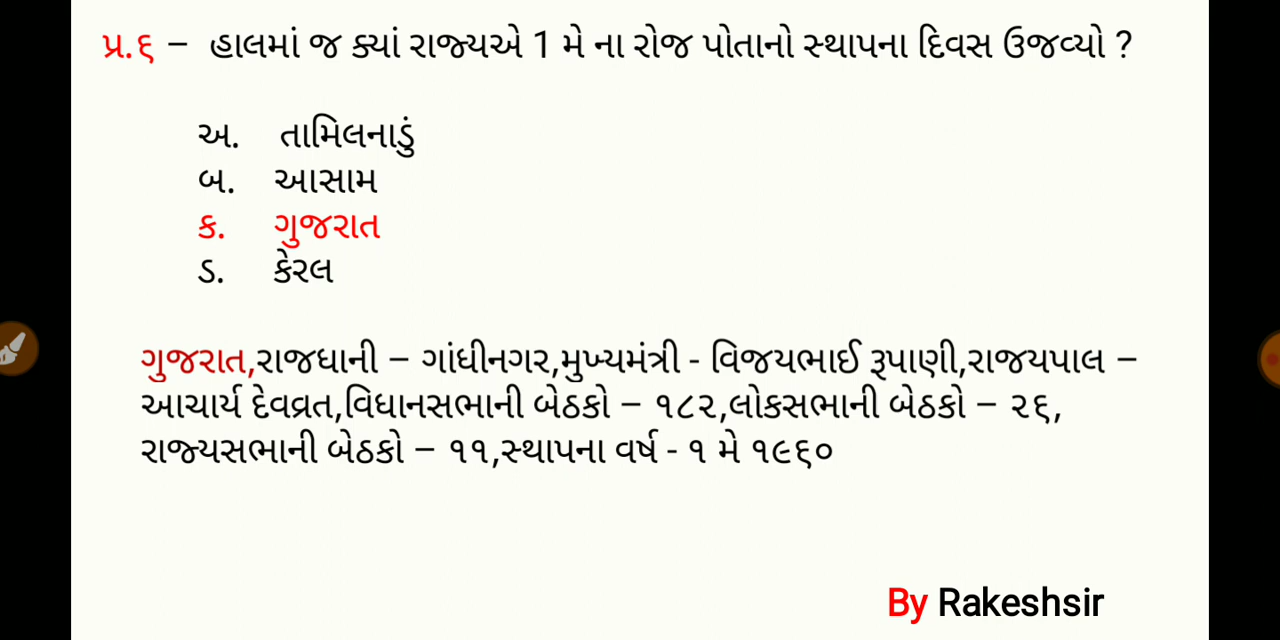 પ્ર.૬ – હાલમાં જ ક્યાં રાજ્યએ 1 મે ના રોજ પોતાનો સ્થાપના દિવસ ઉજવ્યો ?
અ. તામિલનાડું
બ. આસામ
ક. ગુજરાત
ડ. કેરલ
ગુજરાત,રાજધાની – ગાંધીનગર,મુખ્યમંત્રી - વિજયભાઈ રૂપાણી,રાજયપાલ –
આચાર્ય દેવવ્રત,વિધાનસભાની બેઠકો – ૧૮૨,લોકસભાની બેઠકો – ૨૬,
રાજ્યસભાની બેઠકો – ૧૧,સ્થાપના વર્ષ - ૧ મે ૧૯૬૦
By Rakeshsir